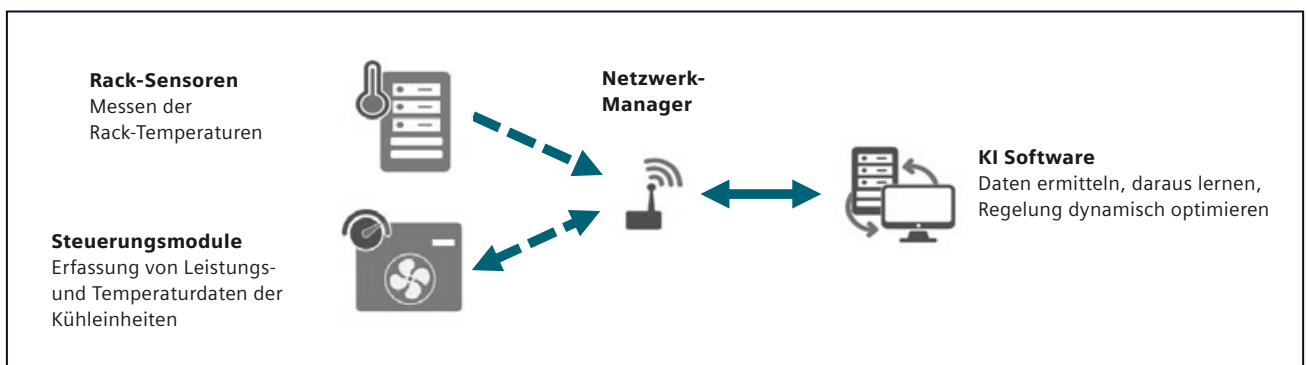 Rack-Sensoren
Messen der
Rack-Temperaturen
Netzwerk-
Manager
KI Software
Daten ermitteln, daraus lernen,
Regelung dynamisch optimieren
Steuerungsmodule
Erfassung von Leistungs-
und Temperaturdaten der
Kühleinheiten